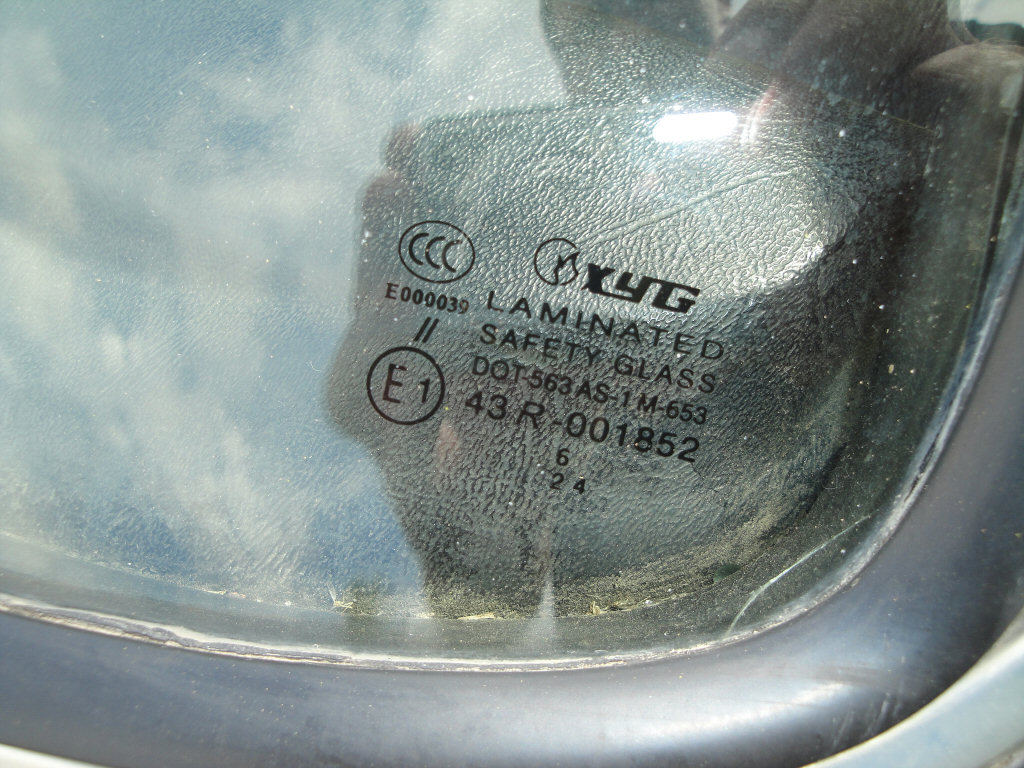 CCC
XYG
E000039
LAMINATED
//
SAFETY GLASS
E1
DOT-563 AS-1 M-653
43 R-001852
6
2 4